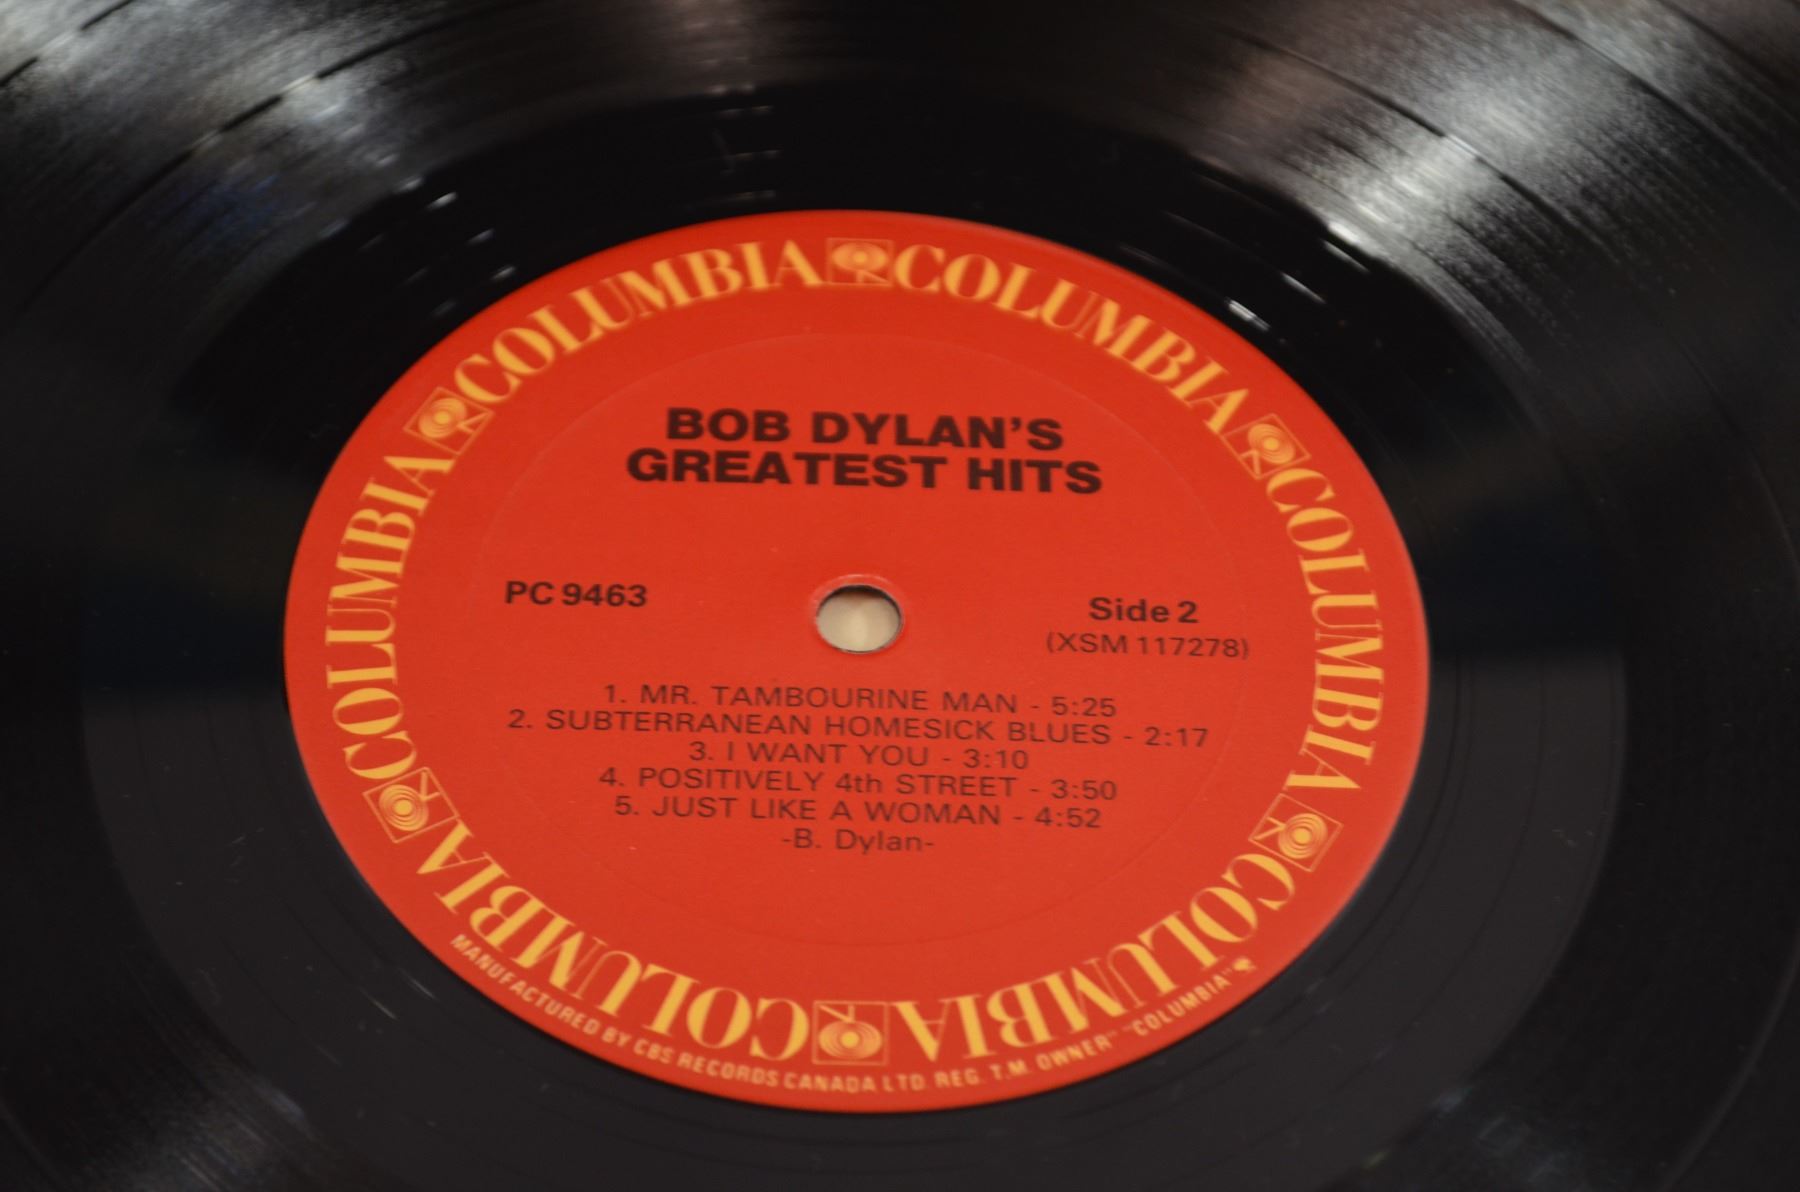 COLUMBIA COLUMBIA COLUMBIA COLUMBIA COLUMBIA COLUMBIA
BOB DYLAN'S
GREATEST HITS
PC 9463
Side 2
(XSM 117278)
1. MR. TAMBOURINE MAN - 5:25
2. SUBTERRANEAN HOMESICK BLUES - 2:17
3. I WANT YOU - 3:10
4. POSITIVELY 4th STREET - 3:50
5. JUST LIKE A WOMAN - 4:52
-B. Dylan-
MANUFACTURED BY CBS RECORDS CANADA LTD. REG. T.M. OWNER "COLUMBIA"